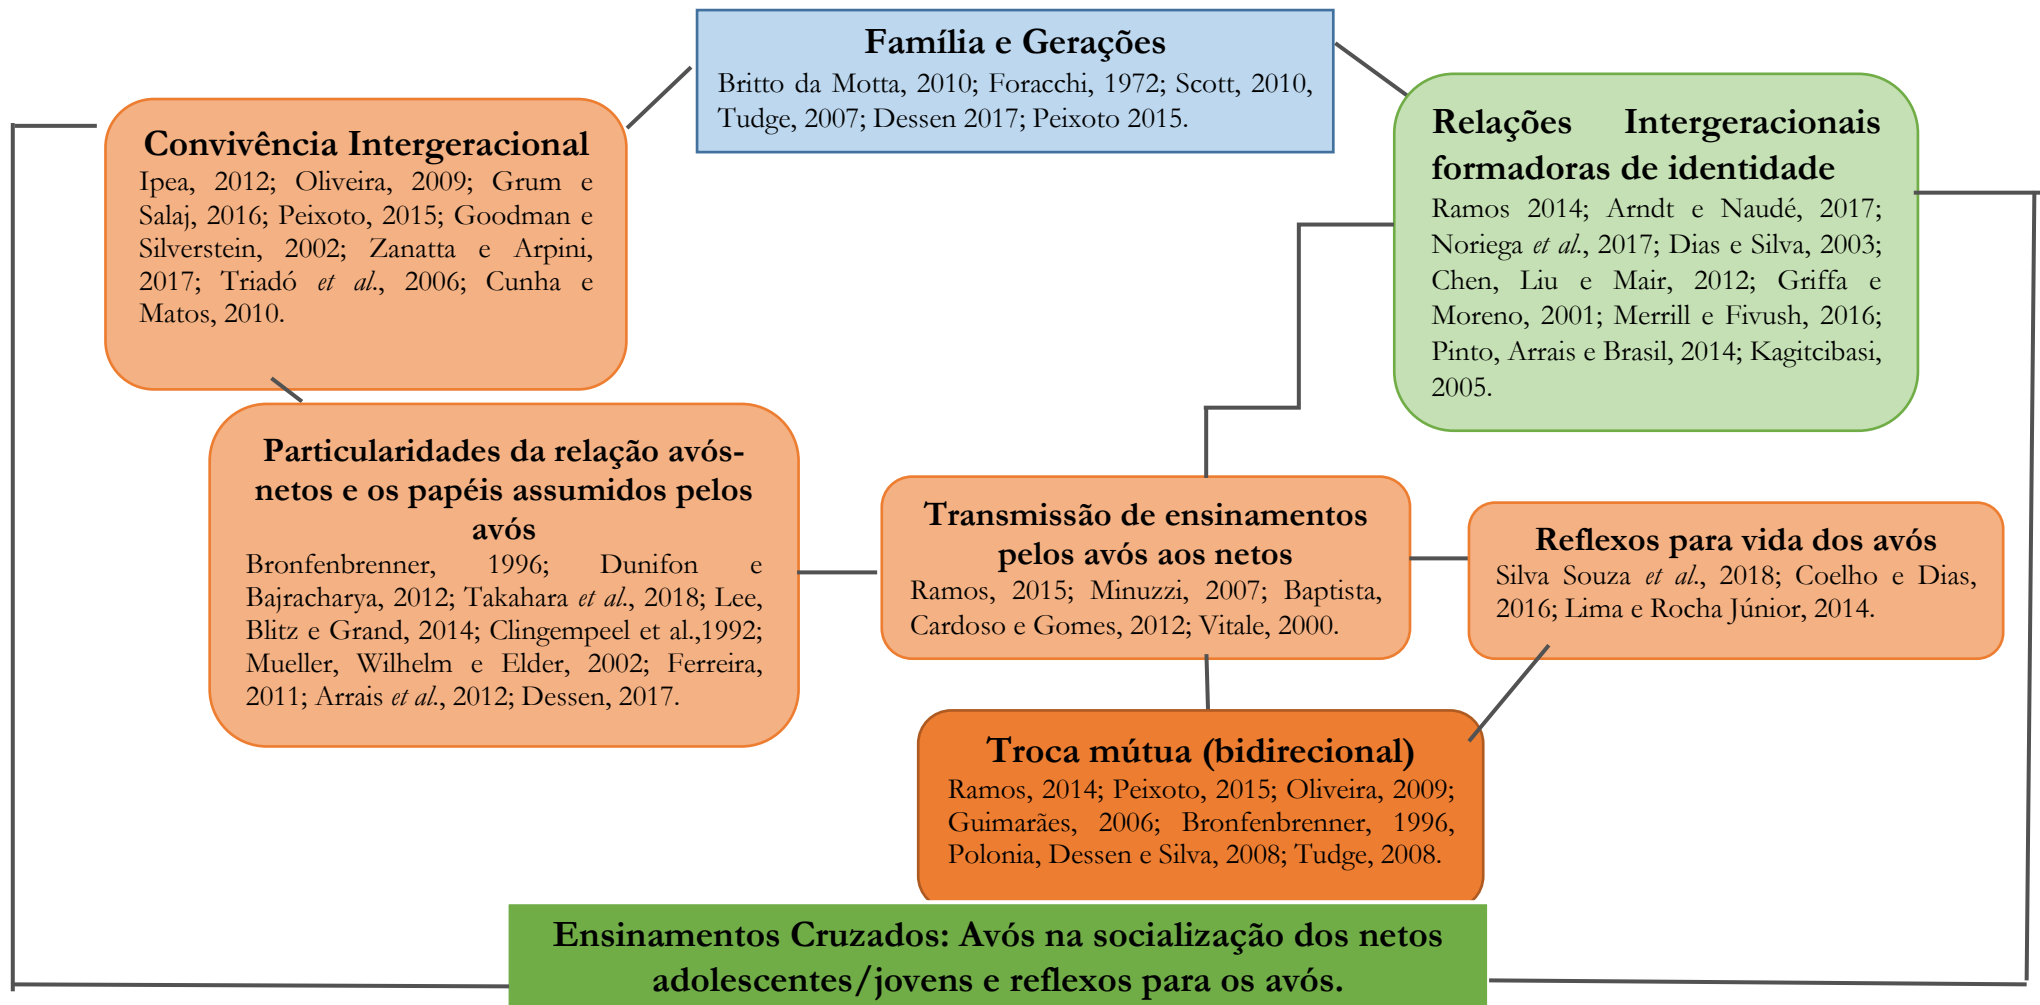 Família e Gerações
Britto da Motta, 2010; Foracchi, 1972; Scott, 2010,
Tudge, 2007; Dessen 2017; Peixoto 2015.
Convivência Intergeracional
Ipea, 2012; Oliveira, 2009; Grum e
Salaj, 2016; Peixoto, 2015; Goodman e
Silverstein, 2002; Zanatta e Arpini,
2017; Triadó et al., 2006; Cunha e
Matos, 2010.
Relações Intergeracionais
formadoras de identidade
Ramos 2014; Arndt e Naudé, 2017;
Noriega et al., 2017; Dias e Silva, 2003;
Chen, Liu e Mair, 2012; Griffa e
Moreno, 2001; Merrill e Fivush, 2016;
Pinto, Arrais e Brasil, 2014; Kagitcibasi,
2005.
Particularidades da relação avós-
netos e os papéis assumidos pelos
avós
Bronfenbrenner, 1996; Dunifon e
Bajracharya, 2012; Takahara et al., 2018; Lee,
Blitz e Grand, 2014; Clingempeel et al.,1992;
Mueller, Wilhelm e Elder, 2002; Ferreira,
2011; Arrais et al., 2012; Dessen, 2017.
Transmissão de ensinamentos
pelos avós aos netos
Ramos, 2015; Minuzzi, 2007; Baptista,
Cardoso e Gomes, 2012; Vitale, 2000.
Reflexos para vida dos avós
Silva Souza et al., 2018; Coelho e Dias,
2016; Lima e Rocha Júnior, 2014.
Troca mútua (bidirecional)
Ramos, 2014; Peixoto, 2015; Oliveira, 2009;
Guimarães, 2006; Bronfenbrenner, 1996,
Polonia, Dessen e Silva, 2008; Tudge, 2008.
Ensinamentos Cruzados: Avós na socialização dos netos
adolescentes/jovens e reflexos para os avós.